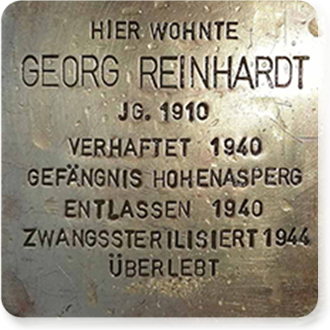 HIER WOHNTE
GEORG REINHARDT
JG. 1910
VERHAFTET 1940
GEFÄNGNIS HOHENASPERG
ENTLASSEN 1940
ZWANGSSTERILISIERT 1944
ÜBERLEBT